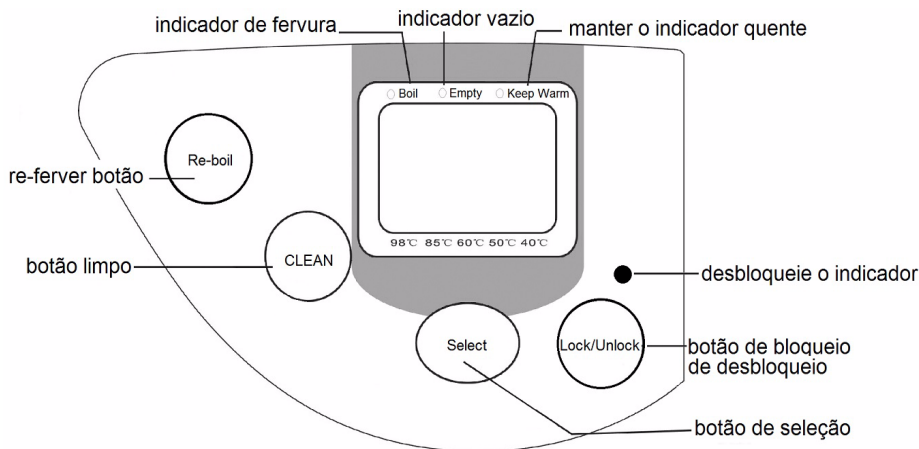 indicador de fervura
indicador vazio
manter o indicador quente
Boil
Empty
Keep Warm
Re-boil
re-ferver botão
98℃ 85℃ 60℃ 50℃ 40℃
CLEAN
botão limpo
desbloqueie o indicador
Select
Lock/Unlock
botão de bloqueio
de desbloqueio
botão de seleção